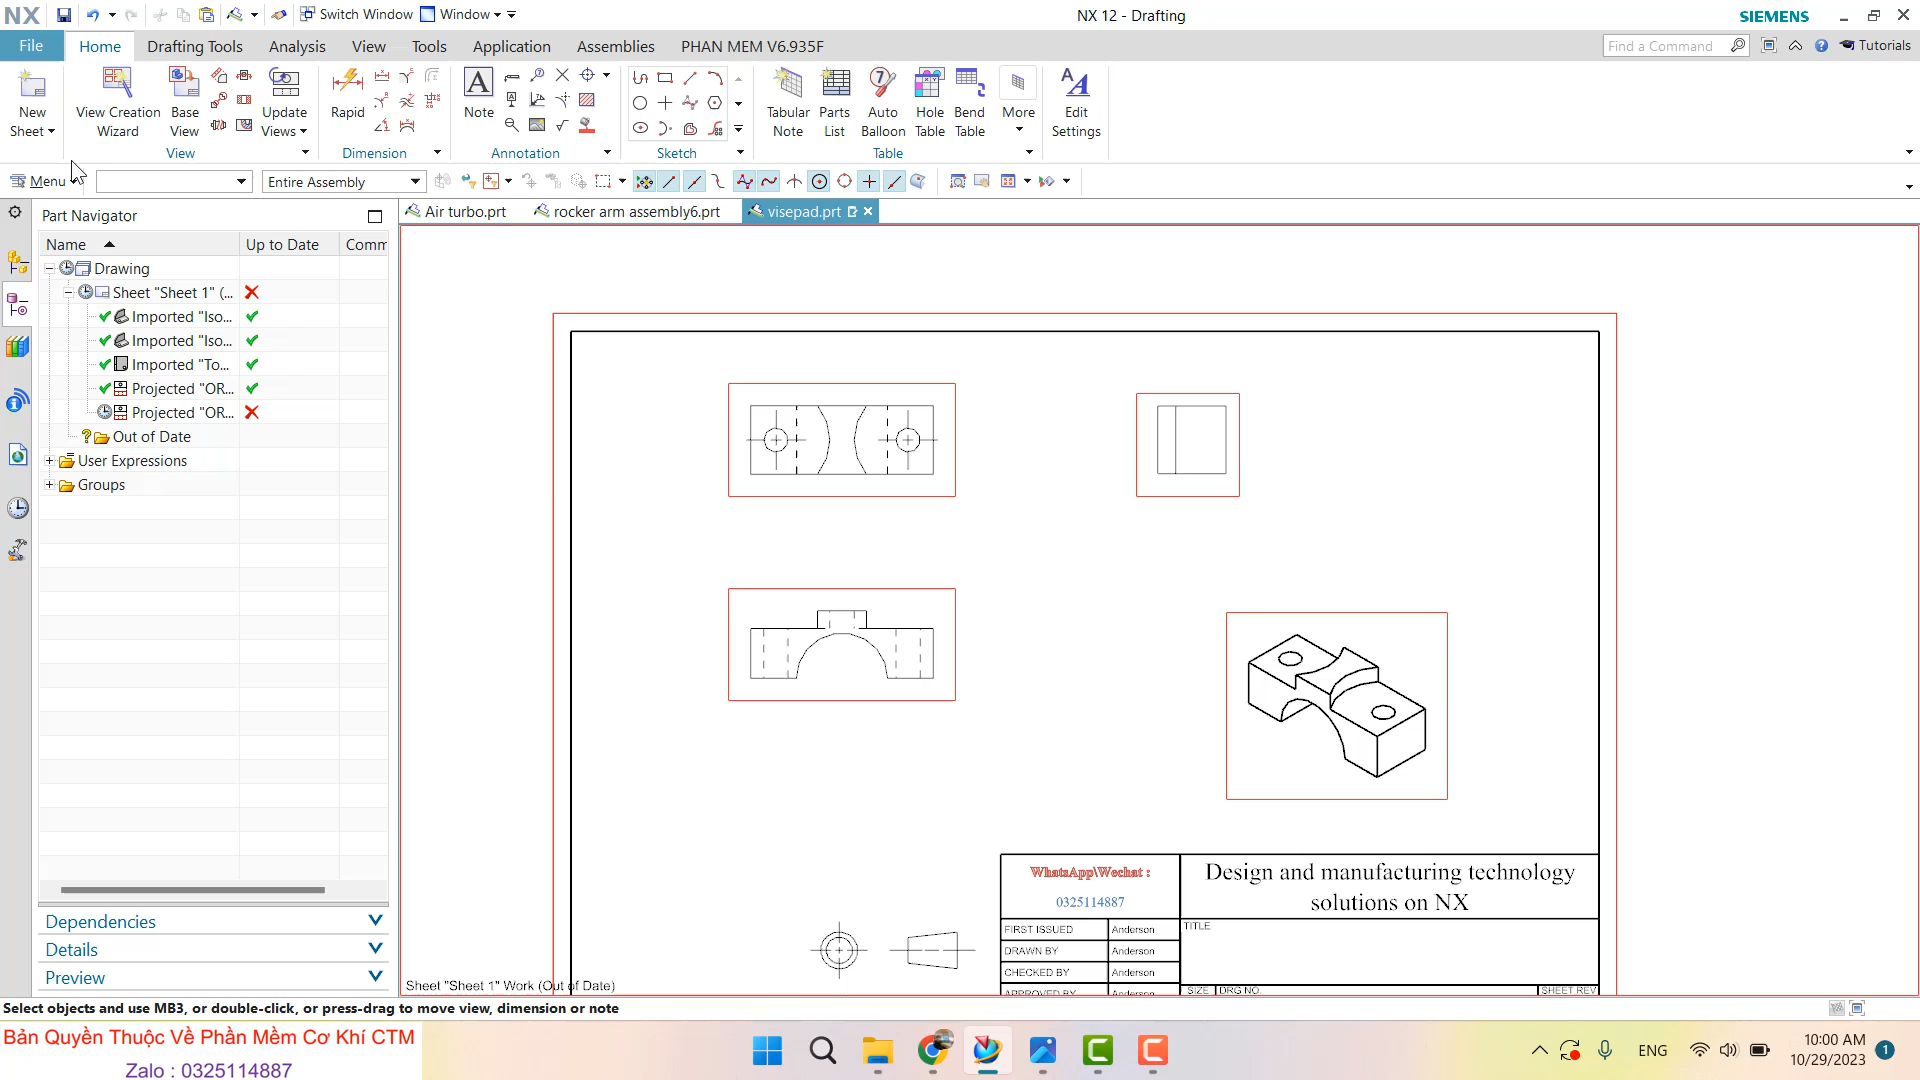 NX
Switch Window
Window
NX 12 - Drafting
SIEMENS
File
Home
Drafting Tools
Analysis
View
Tools
Application
Assemblies
PHAN MEM V6.935F
Find a Command
Tutorials
New Sheet
View Creation Wizard
Base View
Update Views
Rapid
A
Note
Tabular Note
Parts List
7
Auto Balloon
Hole Table
Bend Table
More
Edit Settings
View
Dimension
Annotation
Sketch
Table
Menu
Entire Assembly
Part Navigator
Air turbo.prt
rocker arm assembly6.prt
visepad.prt
Name
Up to Date
Comm
Drawing
Sheet "Sheet 1" (...
Imported "Iso...
Imported "Iso...
Imported "To...
Projected "OR...
Projected "OR...
Out of Date
User Expressions
Groups
Dependencies
Details
Preview
WhatsApp\Wechat :
0325114887
Design and manufacturing technology
solutions on NX
FIRST ISSUED
Anderson
TITLE
DRAWN BY
Anderson
CHECKED BY
Anderson
APPROVED BY
Anderson
SIZE
DRG NO.
SHEET REV
Sheet "Sheet 1" Work (Out of Date)
Select objects and use MB3, or double-click, or press-drag to move view, dimension or note
Bản Quyền Thuộc Về Phần Mềm Cơ Khí CTM
Zalo : 0325114887
ENG
10:00 AM
10/29/2023
1